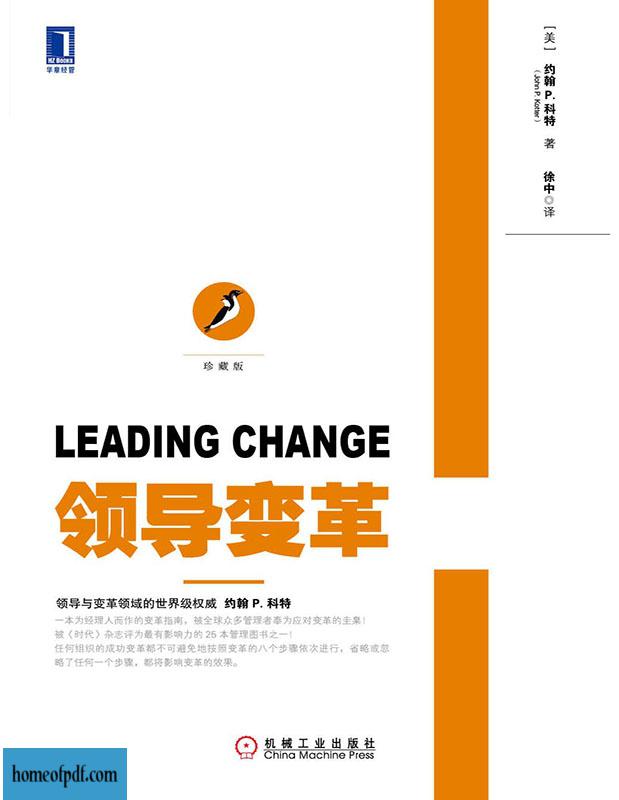 HZ BOOKS
华章经管
[美]
约翰 P. 科特 著
(John P. Kotter)
徐中◎译
珍藏版
LEADING CHANGE
领导变革
领导与变革领域的世界级权威 约翰 P. 科特
一本为经理人而作的变革指南，被全球众多管理者奉为应对变革的圭臬！
被《时代》杂志评为最有影响力的25本管理图书之一！
任何组织的成功变革都不可避免地按照变革的八个步骤依次进行，省略或忽
略了任何一个步骤，都将影响变革的效果。
机械工业出版社
China Machine Press
homeofpdf.com